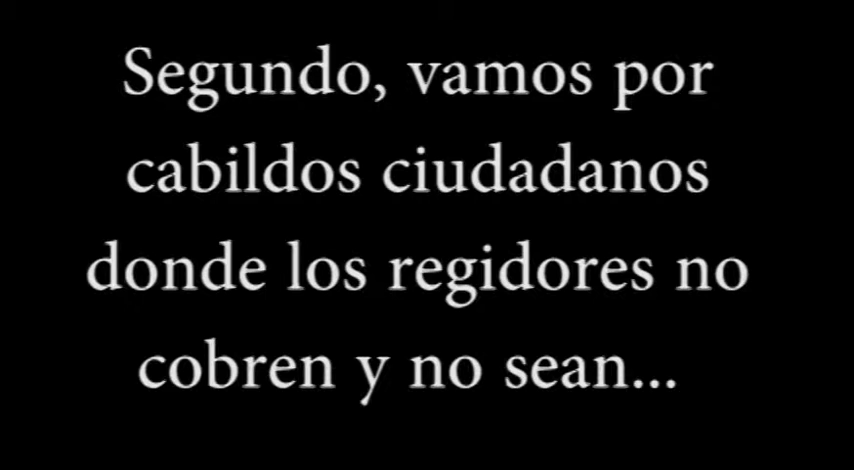 Segundo, vamos por
cabildos ciudadanos
donde los regidores no
cobren y no sean...